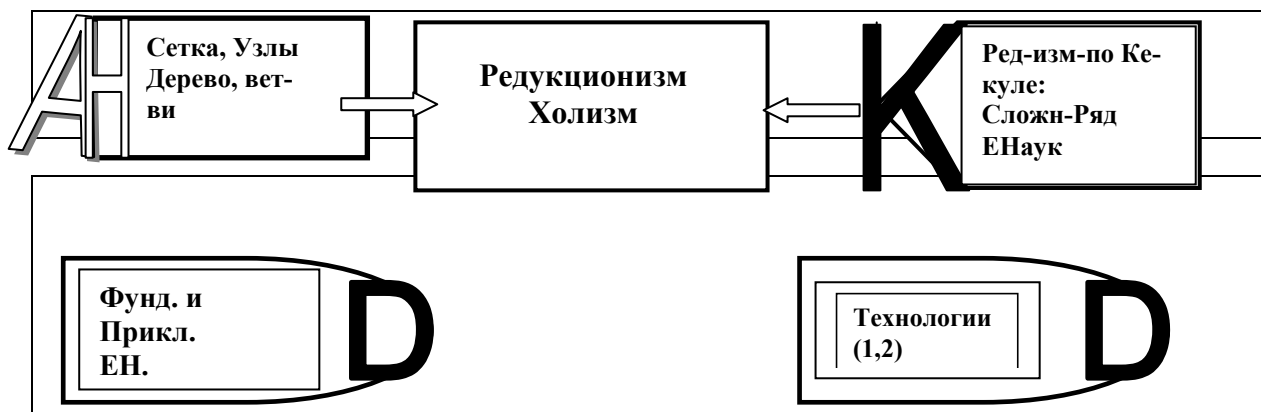 АН
Сетка, Узлы
Дерево, вет-
ви
Редукционизм
Холизм
К
Ред-изм-по Ке-
куле:
Сложн-Ряд
ЕНаук
Фунд. и
Прикл.
ЕН.
D
Технологии
(1,2)
D